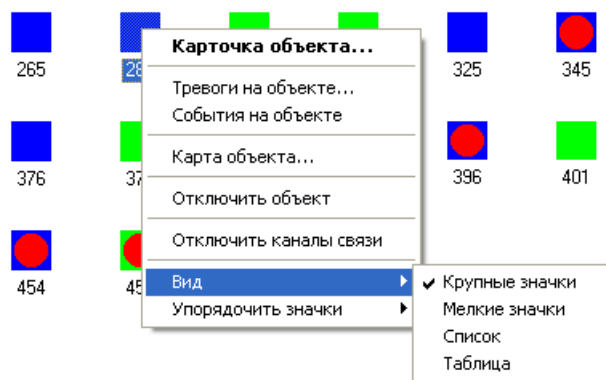 265
325
345
376
396
401
454
Карточка объекта...
Тревоги на объекте...
События на объекте
Карта объекта...
Отключить объект
Отключить каналы связи
Вид
Упорядочить значки
Крупные значки
Мелкие значки
Список
Таблица